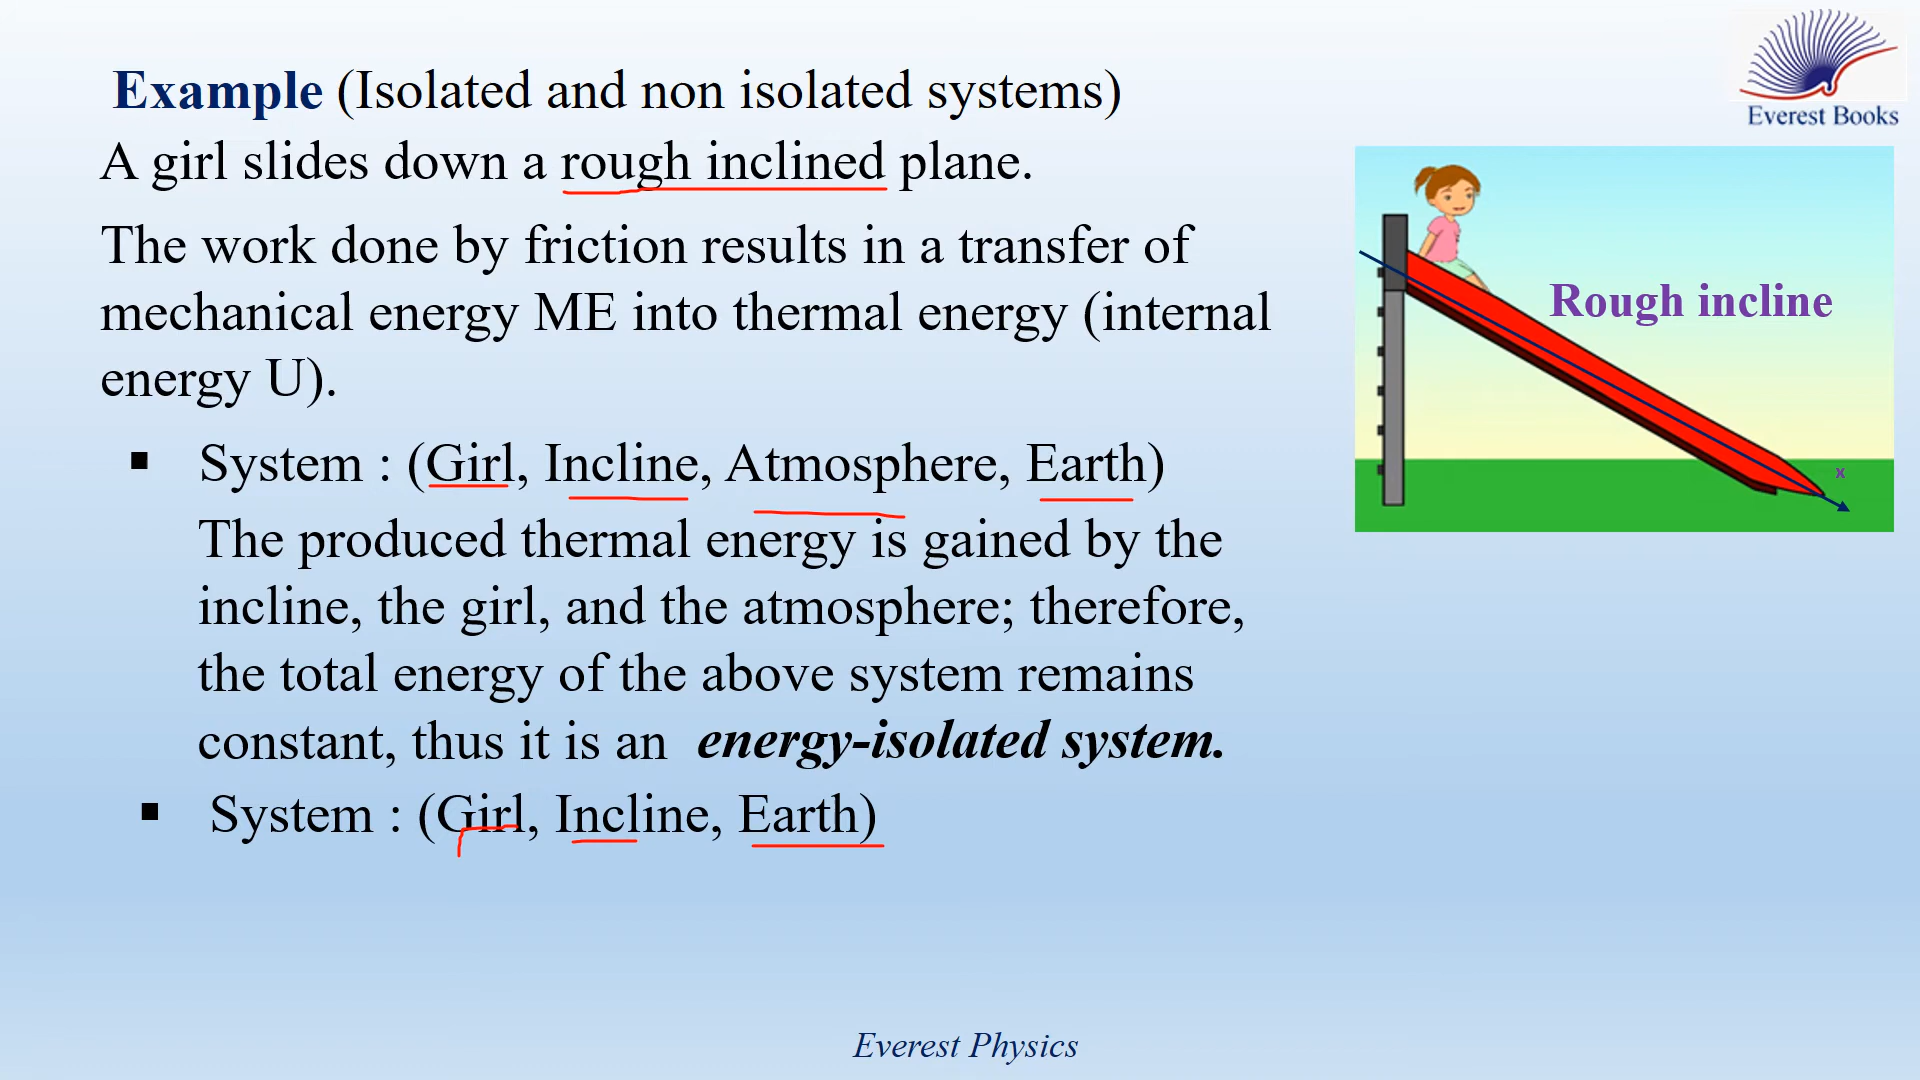 Example (Isolated and non isolated systems)
Everest Books
A girl slides down a rough inclined plane.
The work done by friction results in a transfer of
mechanical energy ME into thermal energy (internal
energy U).
Rough incline
x
▪ System : (Girl, Incline, Atmosphere, Earth)
The produced thermal energy is gained by the
incline, the girl, and the atmosphere; therefore,
the total energy of the above system remains
constant, thus it is an energy-isolated system.
▪ System : (Girl, Incline, Earth)
Everest Physics